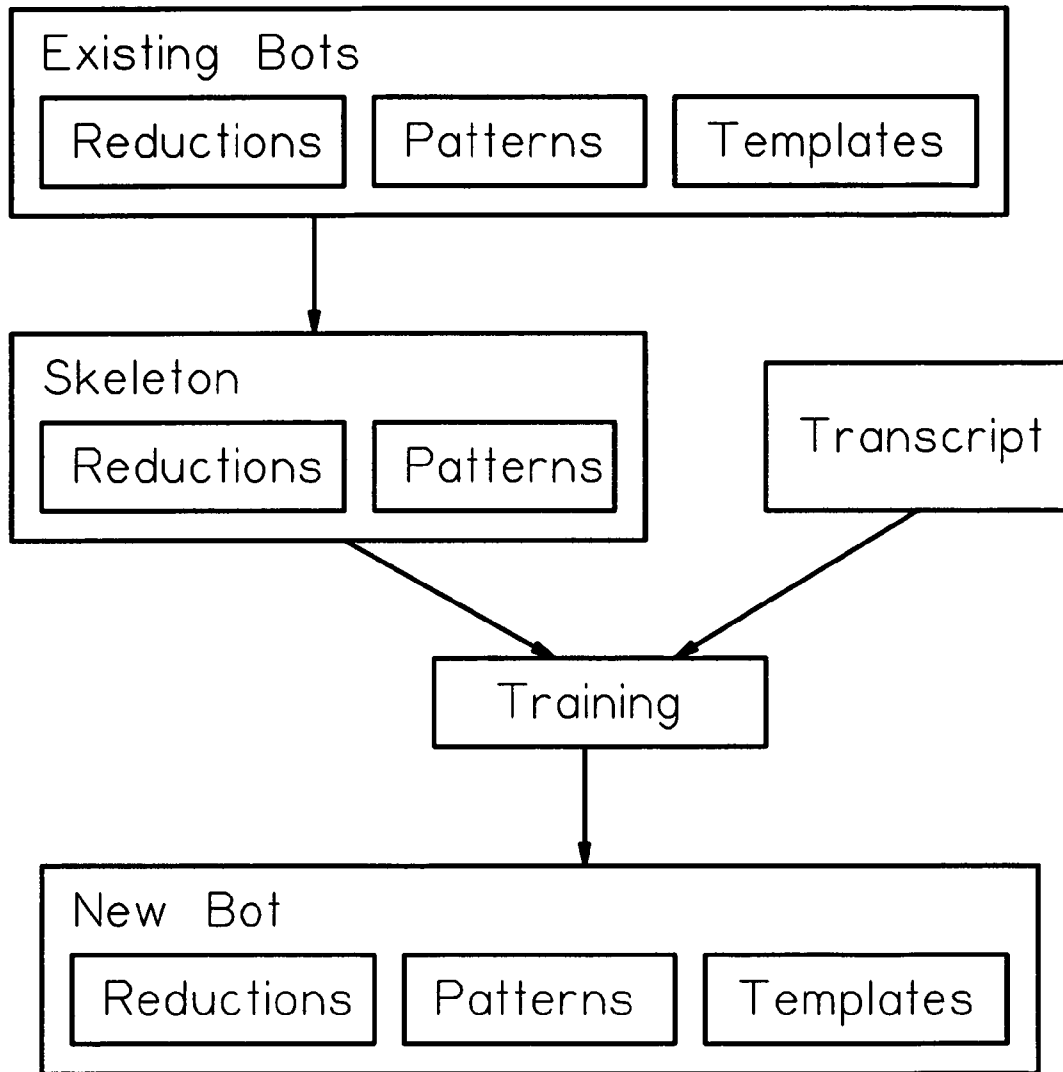 Existing Bots
Reductions Patterns Templates
Skeleton
Reductions Patterns
Transcript
Training
New Bot
Reductions Patterns Templates